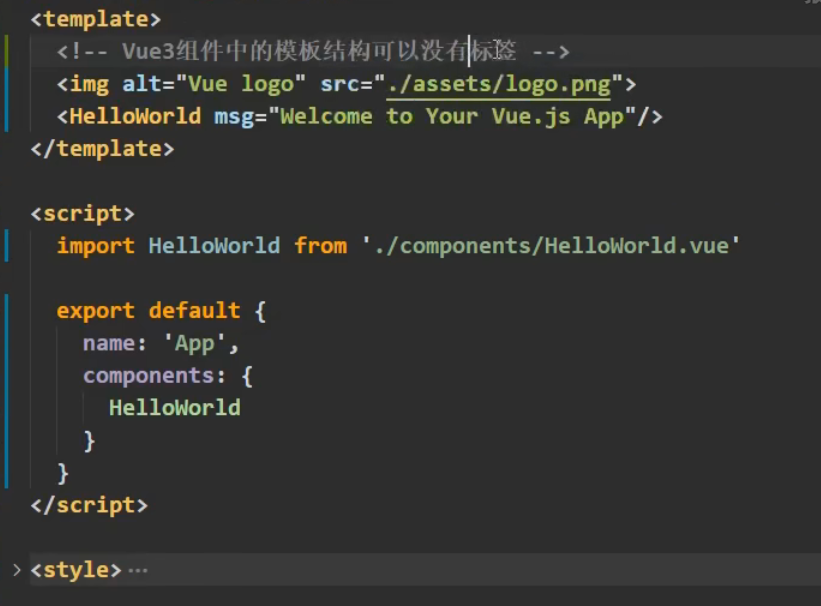 <template>
<!-- Vue3组件中的模板结构可以没有标签 -->
<img alt="Vue logo" src="./assets/logo.png">
<HelloWorld msg="Welcome to Your Vue.js App"/>
</template>
<script>
import HelloWorld from './components/HelloWorld.vue'
export default {
name: 'App',
components: {
HelloWorld
}
}
</script>
<style>···